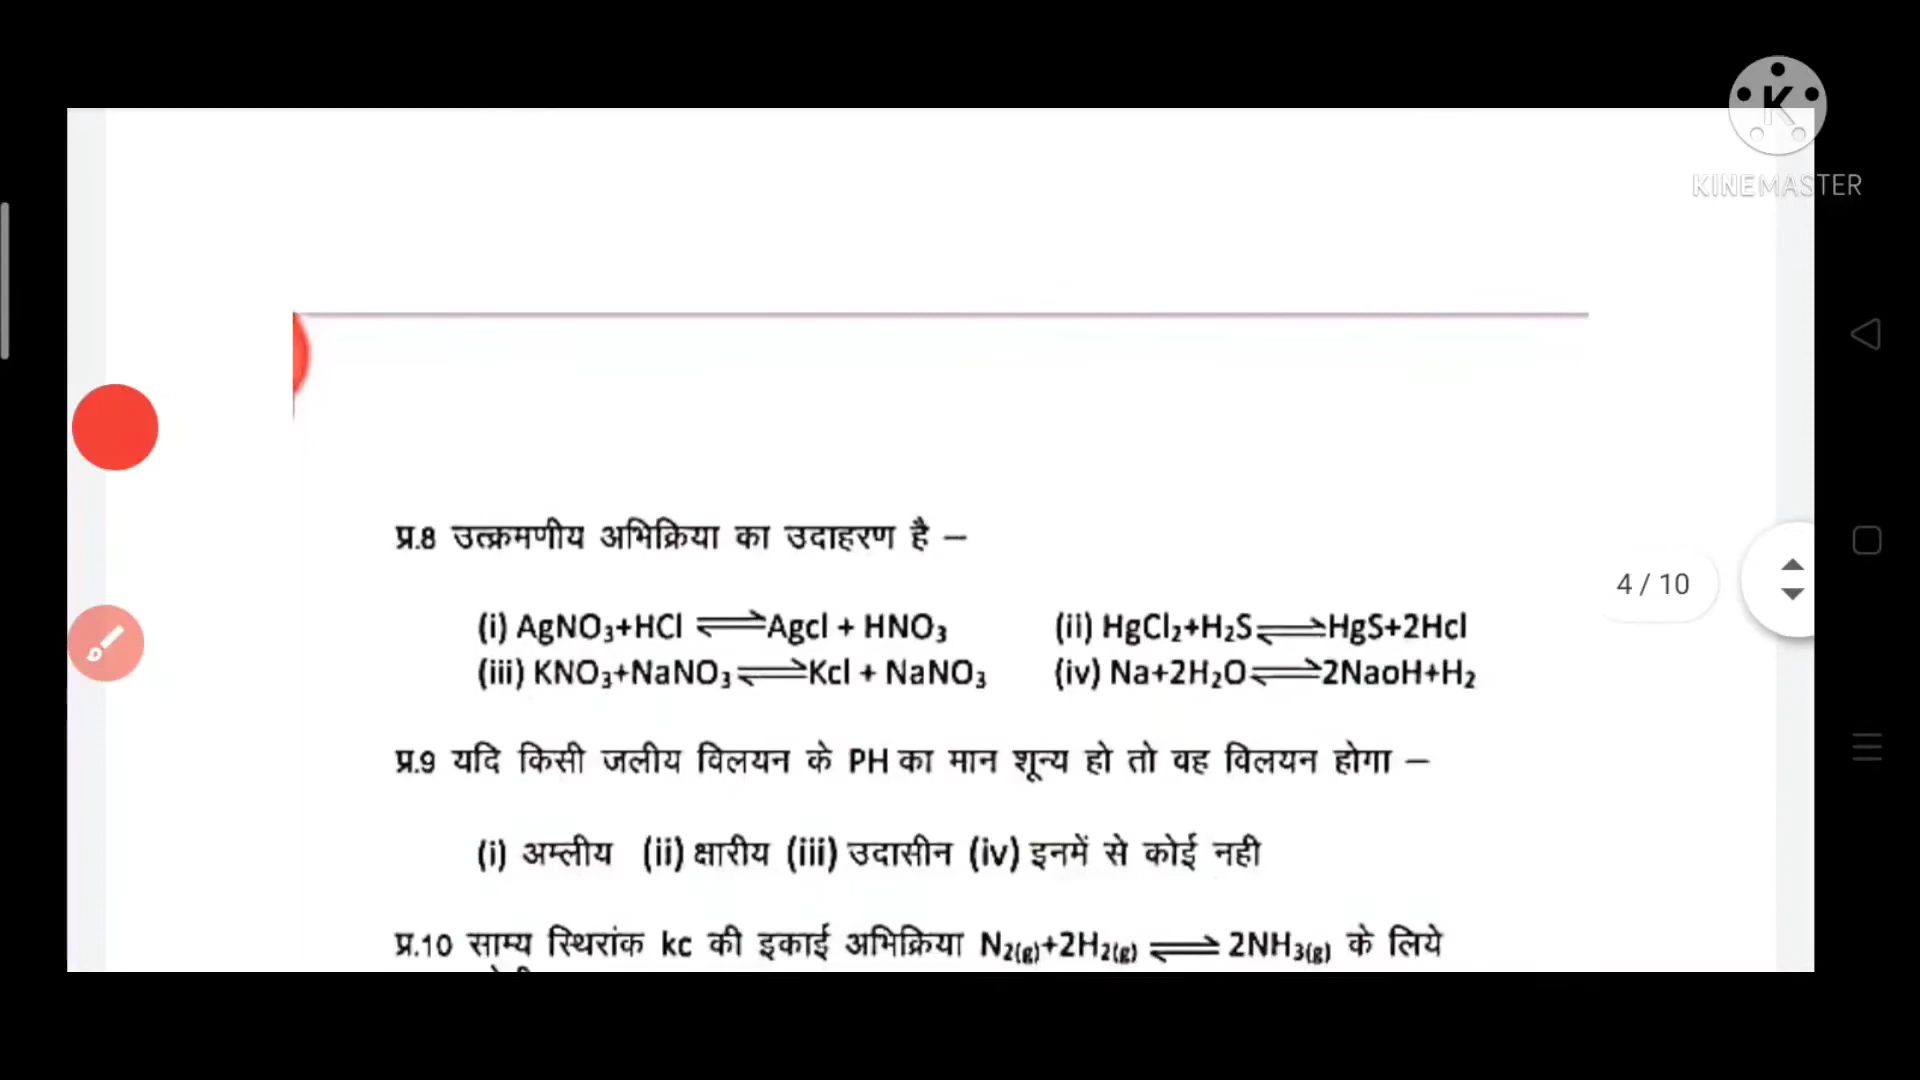 KINEMASTER
प्र.8 उत्क्रमणीय अभिक्रिया का उदाहरण है –
(i) AgNO₃+HCl ⇌Agcl + HNO₃ (ii) HgCl₂+H₂S⇌HgS+2Hcl
(iii) KNO₃+NaNO₃⇌Kcl + NaNO₃ (iv) Na+2H₂O⇌2NaoH+H₂
4 / 10
प्र.9 यदि किसी जलीय विलयन के PH का मान शून्य हो तो वह विलयन होगा –
(i) अम्लीय (ii) क्षारीय (iii) उदासीन (iv) इनमें से कोई नही
प्र.10 साम्य स्थिरांक kc की इकाई अभिक्रिया N₂(g)+2H₂(g) ⇌ 2NH₃(g) के लिये